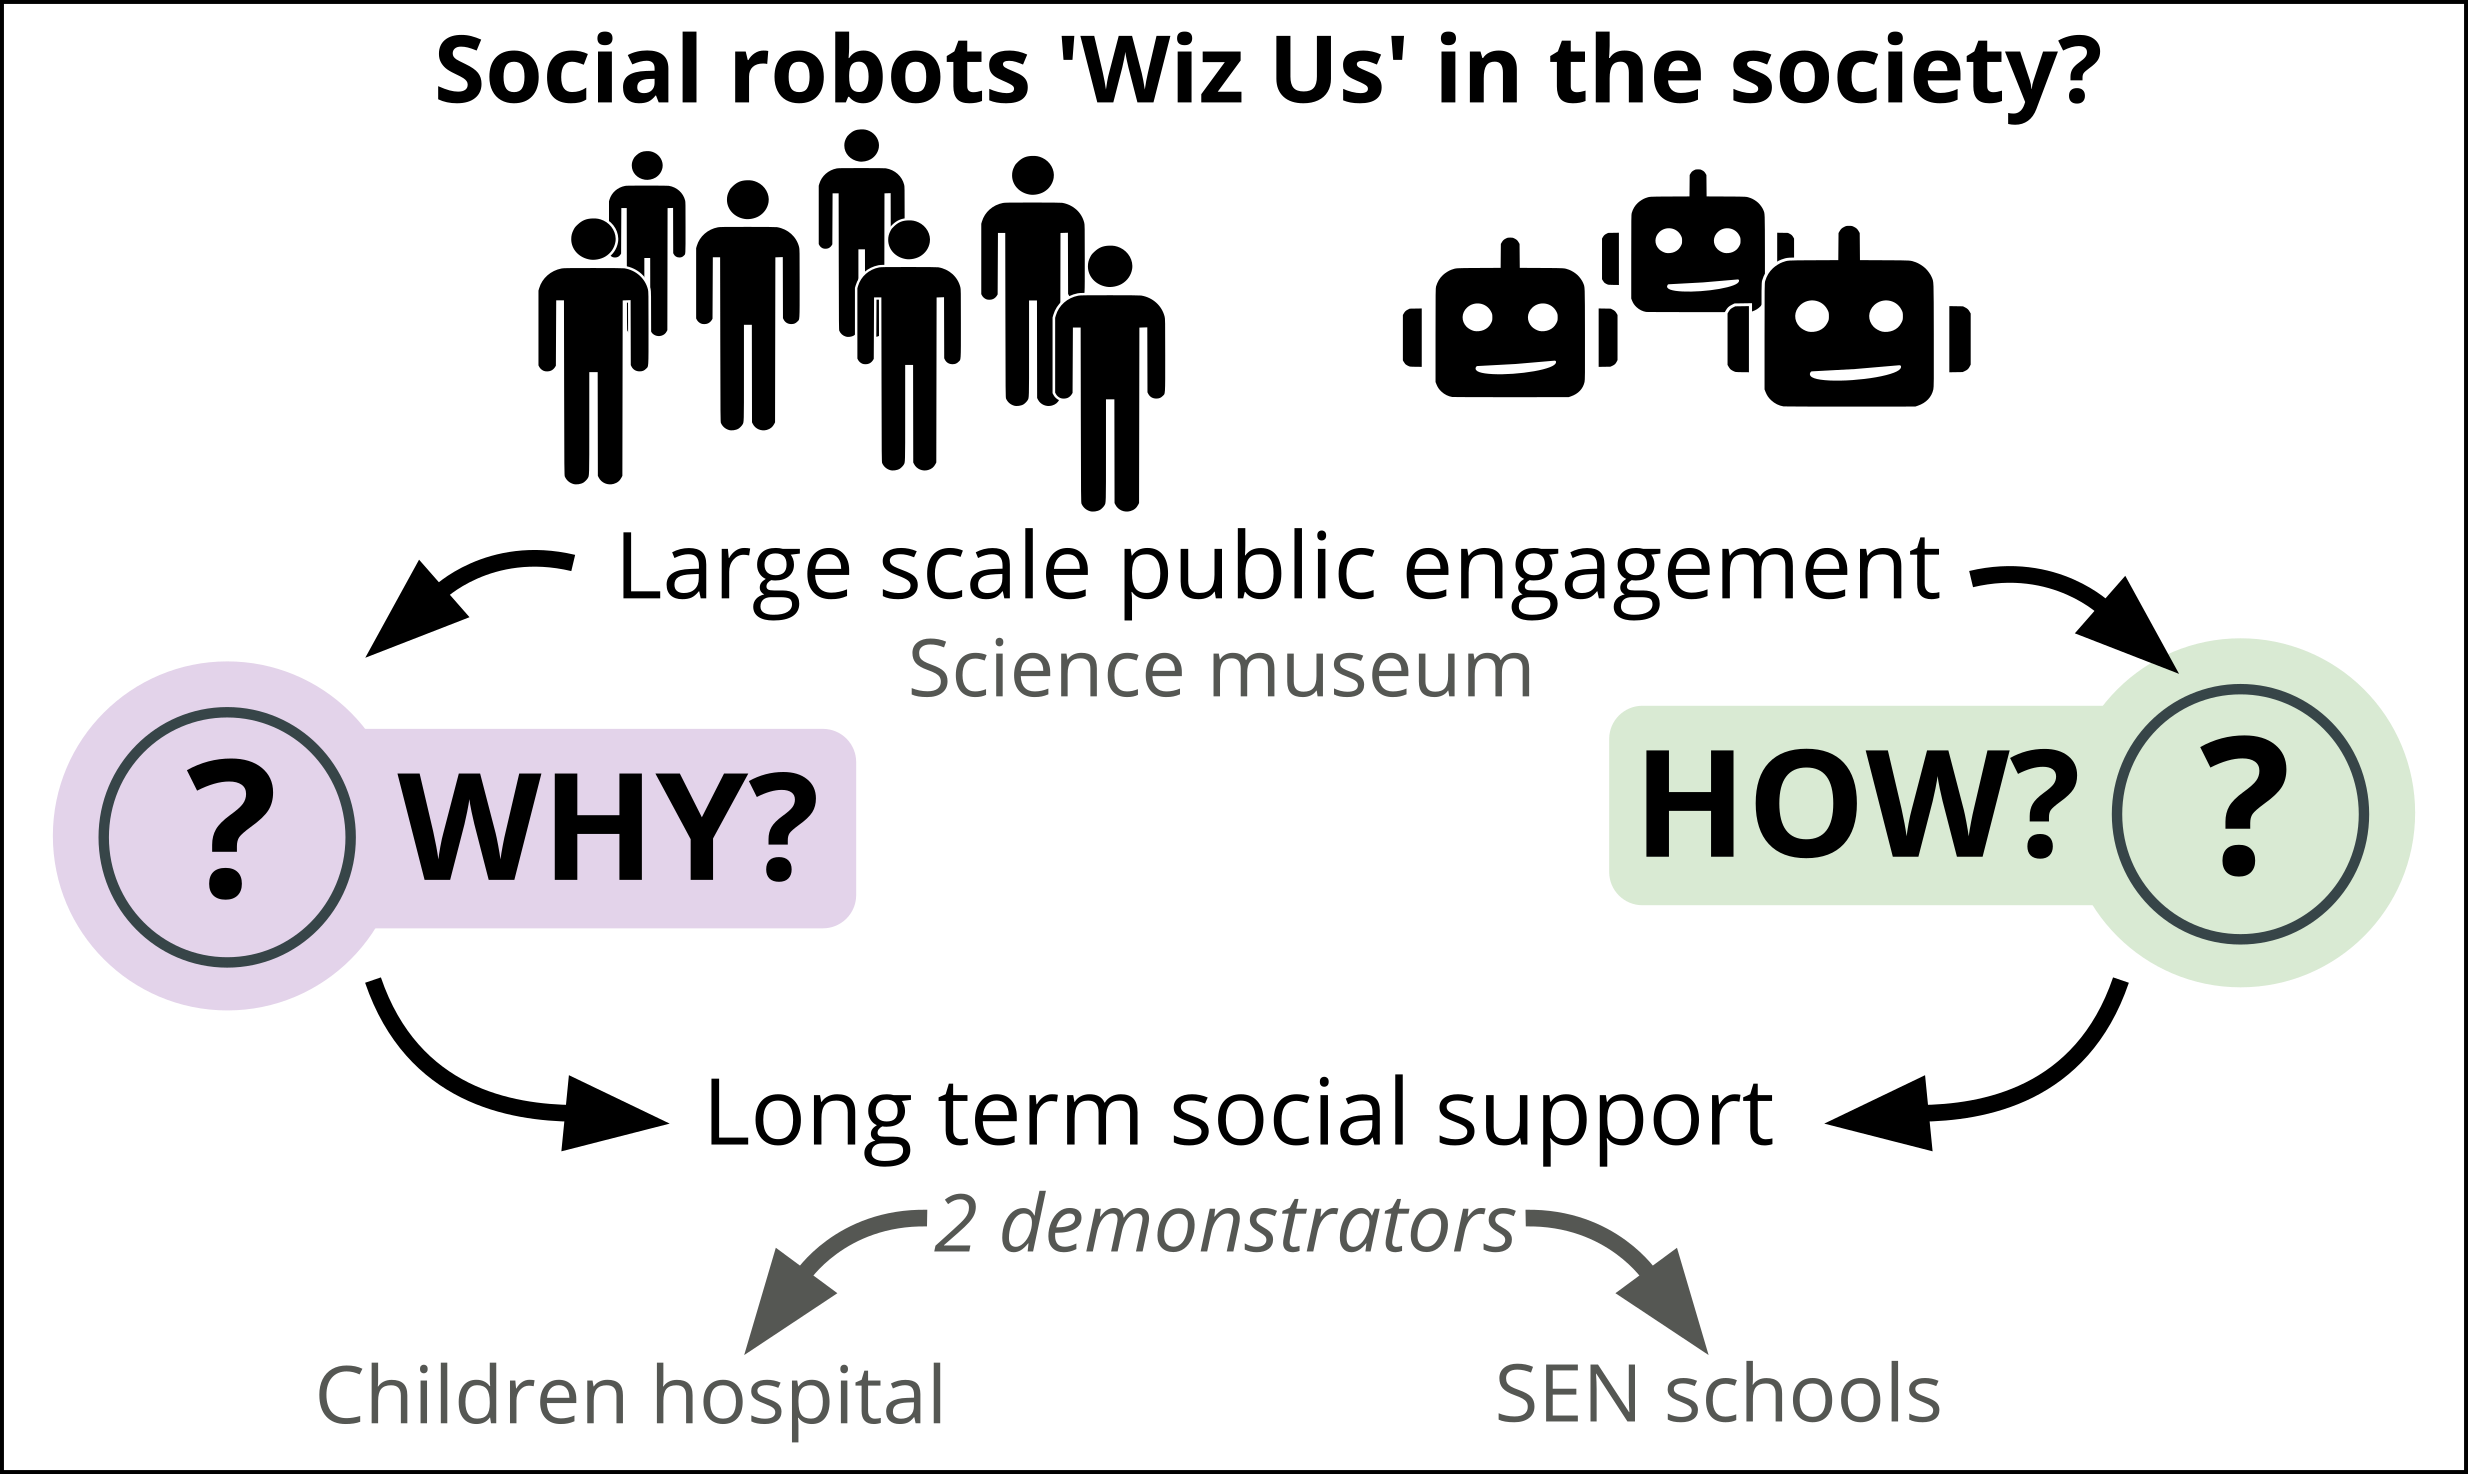 Social robots 'Wiz Us' in the society?
Large scale public engagement
Science museum
? WHY?
HOW? ?
Long term social support
2 demonstrators
Children hospital
SEN schools